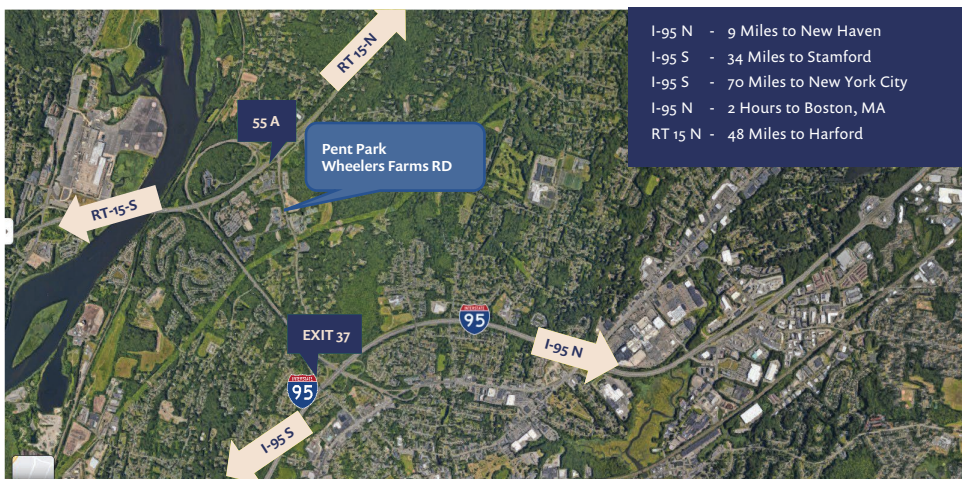 I-95 N - 9 Miles to New Haven
I-95 S - 34 Miles to Stamford
I-95 S - 70 Miles to New York City
I-95 N - 2 Hours to Boston, MA
RT 15 N - 48 Miles to Harford
RT 15-N
55 A
Pent Park
Wheelers Farms RD
RT-15-S
INTERSTATE
95
EXIT 37
I-95 N
INTERSTATE
95
I-95 S